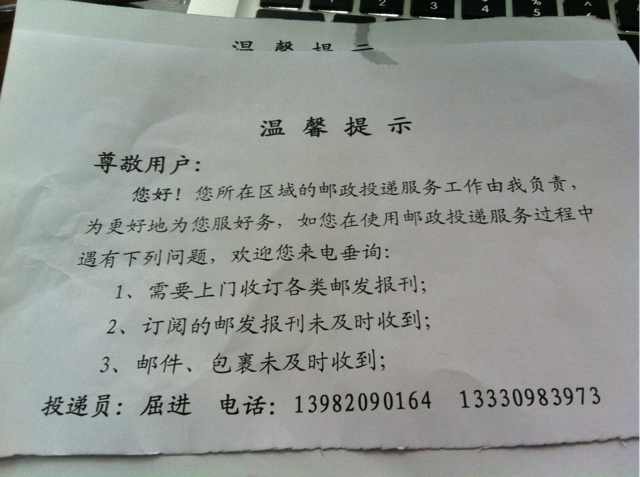 温馨提示
温馨提示
尊敬用户：
您好！您所在区域的邮政投递服务工作由我负责，
为更好地为您服好务，如您在使用邮政投递服务过程中
遇有下列问题，欢迎您来电垂询：
1、需要上门收订各类邮发报刊；
2、订阅的邮发报刊未及时收到；
3、邮件、包裹未及时收到；
投递员：屈进 电话：13982090164 13330983973